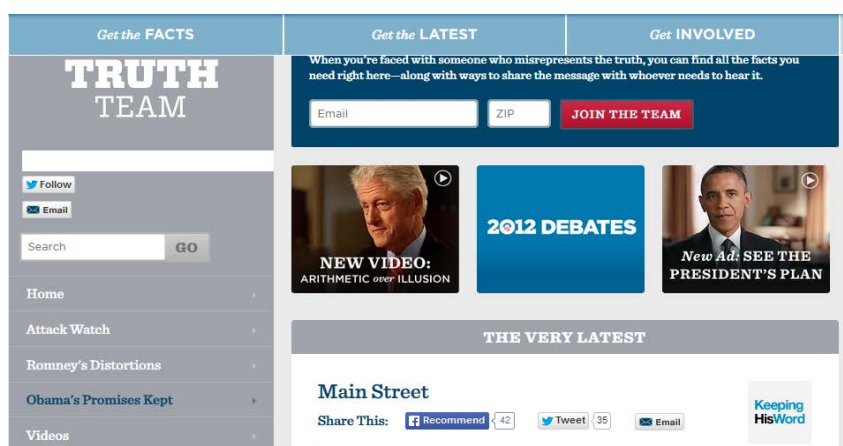 Get the FACTS
Get the LATEST
Get INVOLVED
TRUTH
TEAM
Follow
Email
Search
GO
Home
Attack Watch
Romney's Distortions
Obama's Promises Kept
Videos
When you're faced with someone who misrepresents the truth, you can find all the facts you
need right here—along with ways to share the message with whoever needs to hear it.
Email
ZIP
JOIN THE TEAM
NEW VIDEO:
ARITHMETIC over ILLUSION
2012 DEBATES
New Ad: SEE THE
PRESIDENT'S PLAN
THE VERY LATEST
Main Street
Share This: Recommend 42 Tweet 35 Email
Keeping
HisWord